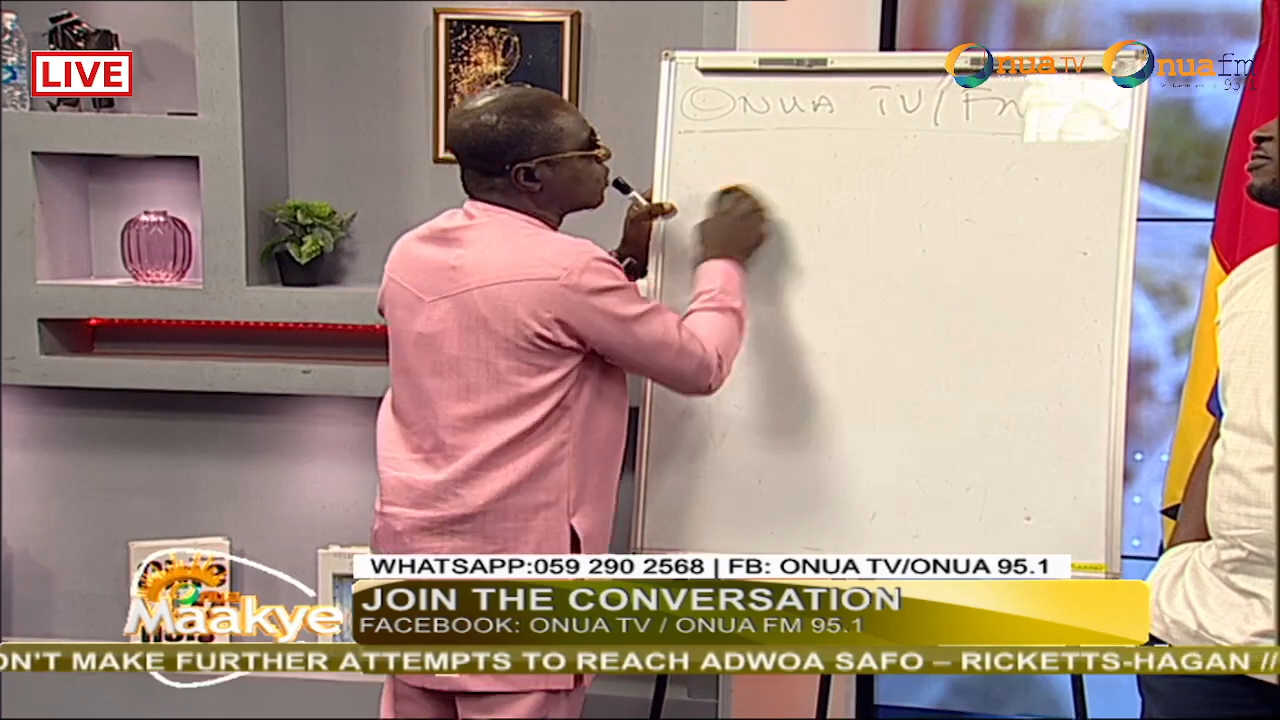 LIVE
Onua TV
Onua fm
95.1
ONUA TV/FM
WHATSAPP:059 290 2568 | FB: ONUA TV/ONUA 95.1
JOIN THE CONVERSATION
FACEBOOK: ONUA TV / ONUA FM 95.1
Maakye
ON'T MAKE FURTHER ATTEMPTS TO REACH ADWOA SAFO – RICKETTS-HAGAN //